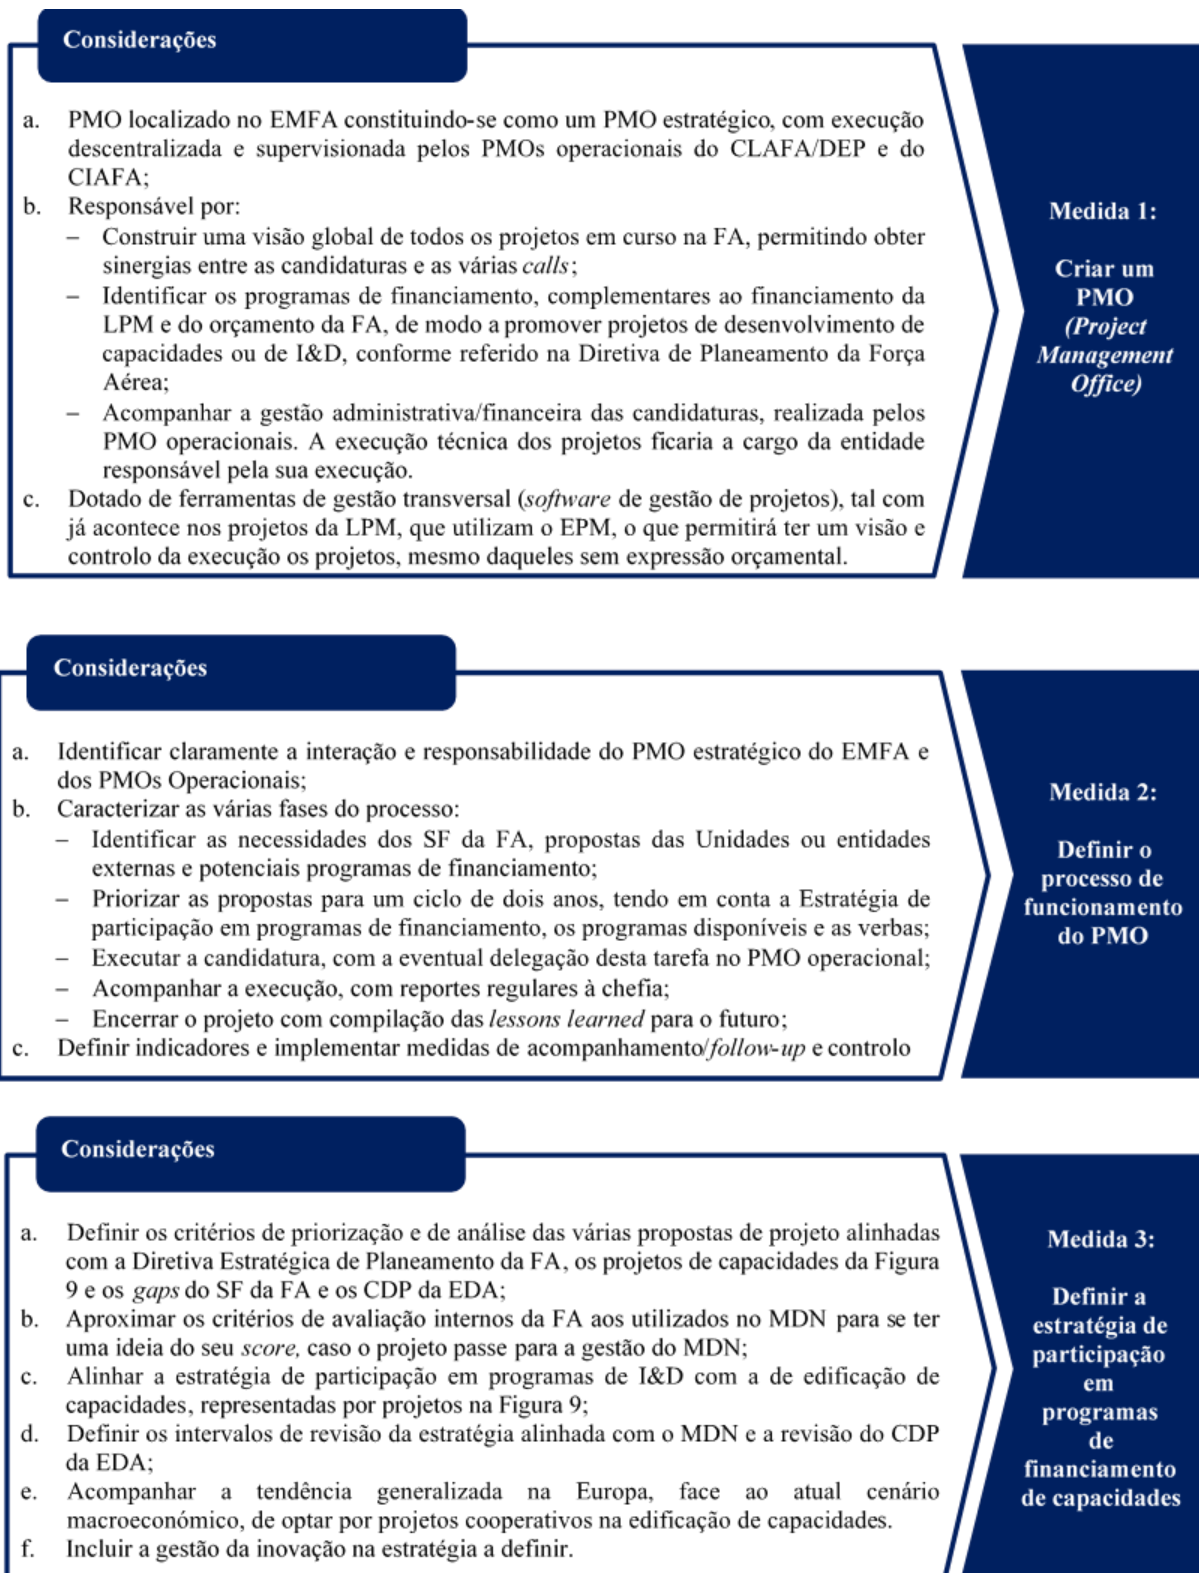 Considerações
a. PMO localizado no EMFA constituindo-se como um PMO estratégico, com execução
descentralizada e supervisionada pelos PMOs operacionais do CLAFA/DEP e do
CIAFA;
b. Responsável por:
– Construir uma visão global de todos os projetos em curso na FA, permitindo obter
sinergias entre as candidaturas e as várias calls;
– Identificar os programas de financiamento, complementares ao financiamento da
LPM e do orçamento da FA, de modo a promover projetos de desenvolvimento de
capacidades ou de I&D, conforme referido na Diretiva de Planeamento da Força
Aérea;
– Acompanhar a gestão administrativa/financeira das candidaturas, realizada pelos
PMO operacionais. A execução técnica dos projetos ficaria a cargo da entidade
responsável pela sua execução.
c. Dotado de ferramentas de gestão transversal (software de gestão de projetos), tal com
já acontece nos projetos da LPM, que utilizam o EPM, o que permitirá ter um visão e
controlo da execução os projetos, mesmo daqueles sem expressão orçamental.
Medida 1:
Criar um
PMO
(Project
Management
Office)
Considerações
a. Identificar claramente a interação e responsabilidade do PMO estratégico do EMFA e
dos PMOs Operacionais;
b. Caracterizar as várias fases do processo:
– Identificar as necessidades dos SF da FA, propostas das Unidades ou entidades
externas e potenciais programas de financiamento;
– Priorizar as propostas para um ciclo de dois anos, tendo em conta a Estratégia de
participação em programas de financiamento, os programas disponíveis e as verbas;
– Executar a candidatura, com a eventual delegação desta tarefa no PMO operacional;
– Acompanhar a execução, com reportes regulares à chefia;
– Encerrar o projeto com compilação das lessons learned para o futuro;
c. Definir indicadores e implementar medidas de acompanhamento/follow-up e controlo
Medida 2:
Definir o
processo de
funcionamento
do PMO
Considerações
a. Definir os critérios de priorização e de análise das várias propostas de projeto alinhadas
com a Diretiva Estratégica de Planeamento da FA, os projetos de capacidades da Figura
9 e os gaps do SF da FA e os CDP da EDA;
b. Aproximar os critérios de avaliação internos da FA aos utilizados no MDN para se ter
uma ideia do seu score, caso o projeto passe para a gestão do MDN;
c. Alinhar a estratégia de participação em programas de I&D com a de edificação de
capacidades, representadas por projetos na Figura 9;
d. Definir os intervalos de revisão da estratégia alinhada com o MDN e a revisão do CDP
da EDA;
e. Acompanhar a tendência generalizada na Europa, face ao atual cenário
macroeconómico, de optar por projetos cooperativos na edificação de capacidades.
f. Incluir a gestão da inovação na estratégia a definir.
Medida 3:
Definir a
estratégia de
participação
em
programas
de
financiamento
de capacidades